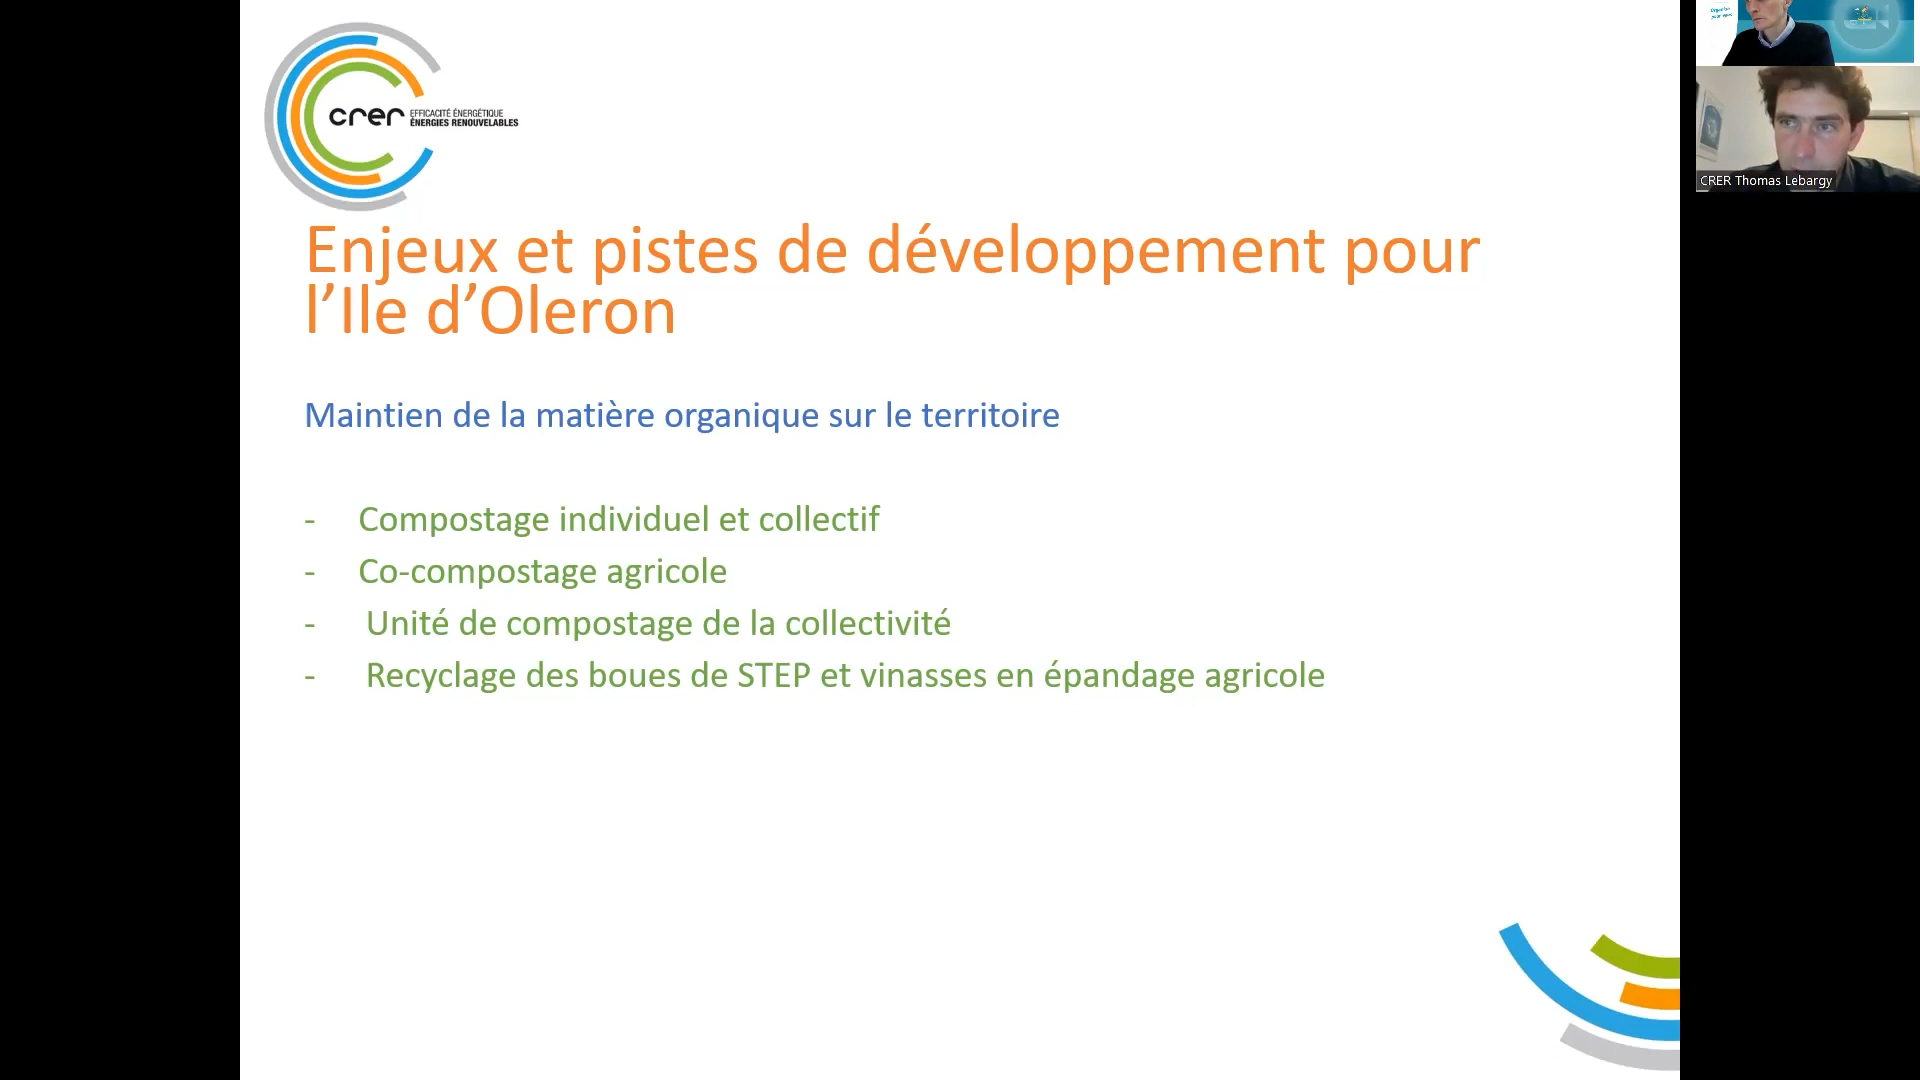 crer
EFFICACITÉ ÉNERGÉTIQUE
ÉNERGIES RENOUVELABLES
Enjeux et pistes de développement pour
l’Ile d’Oleron
Maintien de la matière organique sur le territoire
- Compostage individuel et collectif
- Co-compostage agricole
- Unité de compostage de la collectivité
- Recyclage des boues de STEP et vinasses en épandage agricole
CRER Thomas Lebargy